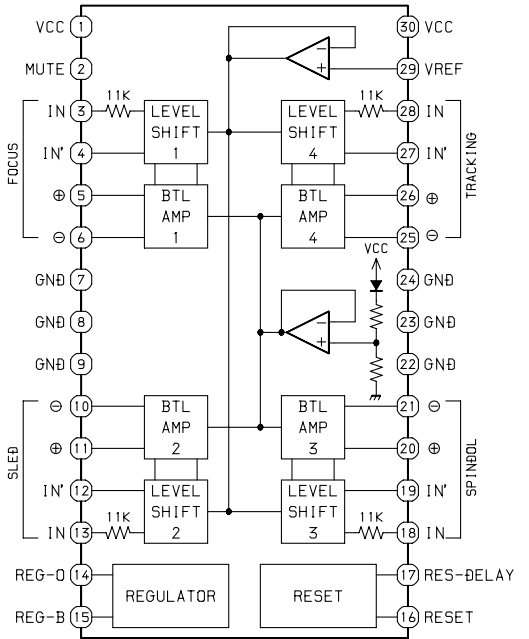 VCC 1 30 VCC
MUTE 2 29 VREF
− +
FOCUS
TRACKING
IN 3 11K LEVEL SHIFT 1 LEVEL SHIFT 4 11K 28 IN
IN' 4 27 IN'
⊕ 5 BTL AMP 1 BTL AMP 4 26 ⊕
⊖ 6 25 ⊖
VCC
GND 7 24 GND
GND 8 − + 23 GND
GND 9 22 GND
SLED
SPINDOL
⊖ 10 BTL AMP 2 BTL AMP 3 21 ⊖
⊕ 11 20 ⊕
IN' 12 LEVEL SHIFT 2 LEVEL SHIFT 3 19 IN'
IN 13 11K 11K 18 IN
REG-O 14 REGULATOR RESET 17 RES-DELAY
REG-B 15 16 RESET